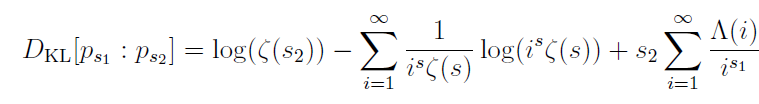 D_{KL}[p_{s_1} : p_{s_2}] = \log(\zeta(s_2)) - \sum_{i=1}^{\infty} \frac{1}{i^s \zeta(s)} \log(i^s \zeta(s)) + s_2 \sum_{i=1}^{\infty} \frac{\Lambda(i)}{i^{s_1}}